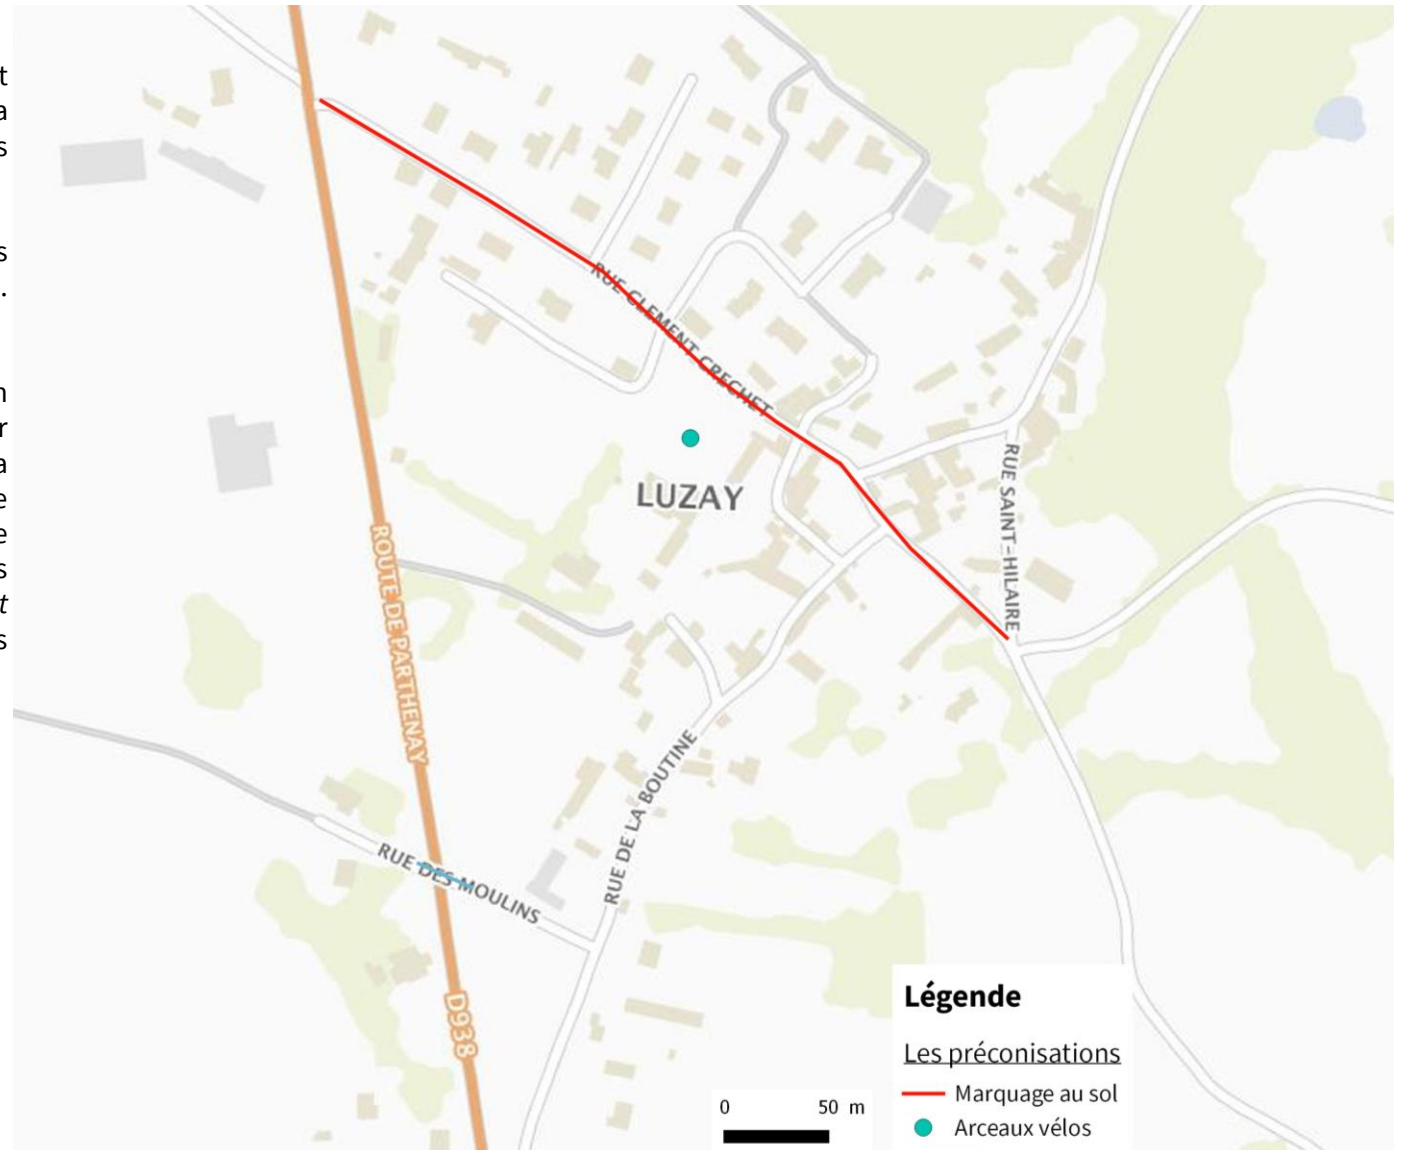 t
a
s
s
.
n
r
a
e
e
s
t
s
RUE CLEMENT CRECHET
LUZAY
RUE SAINT-HILAIRE
ROUTE DE PARTHENAY
RUE DE LA BOUTINE
RUE DES MOULINS
D938
Légende
Les préconisations
Marquage au sol
Arceaux vélos
0 50 m